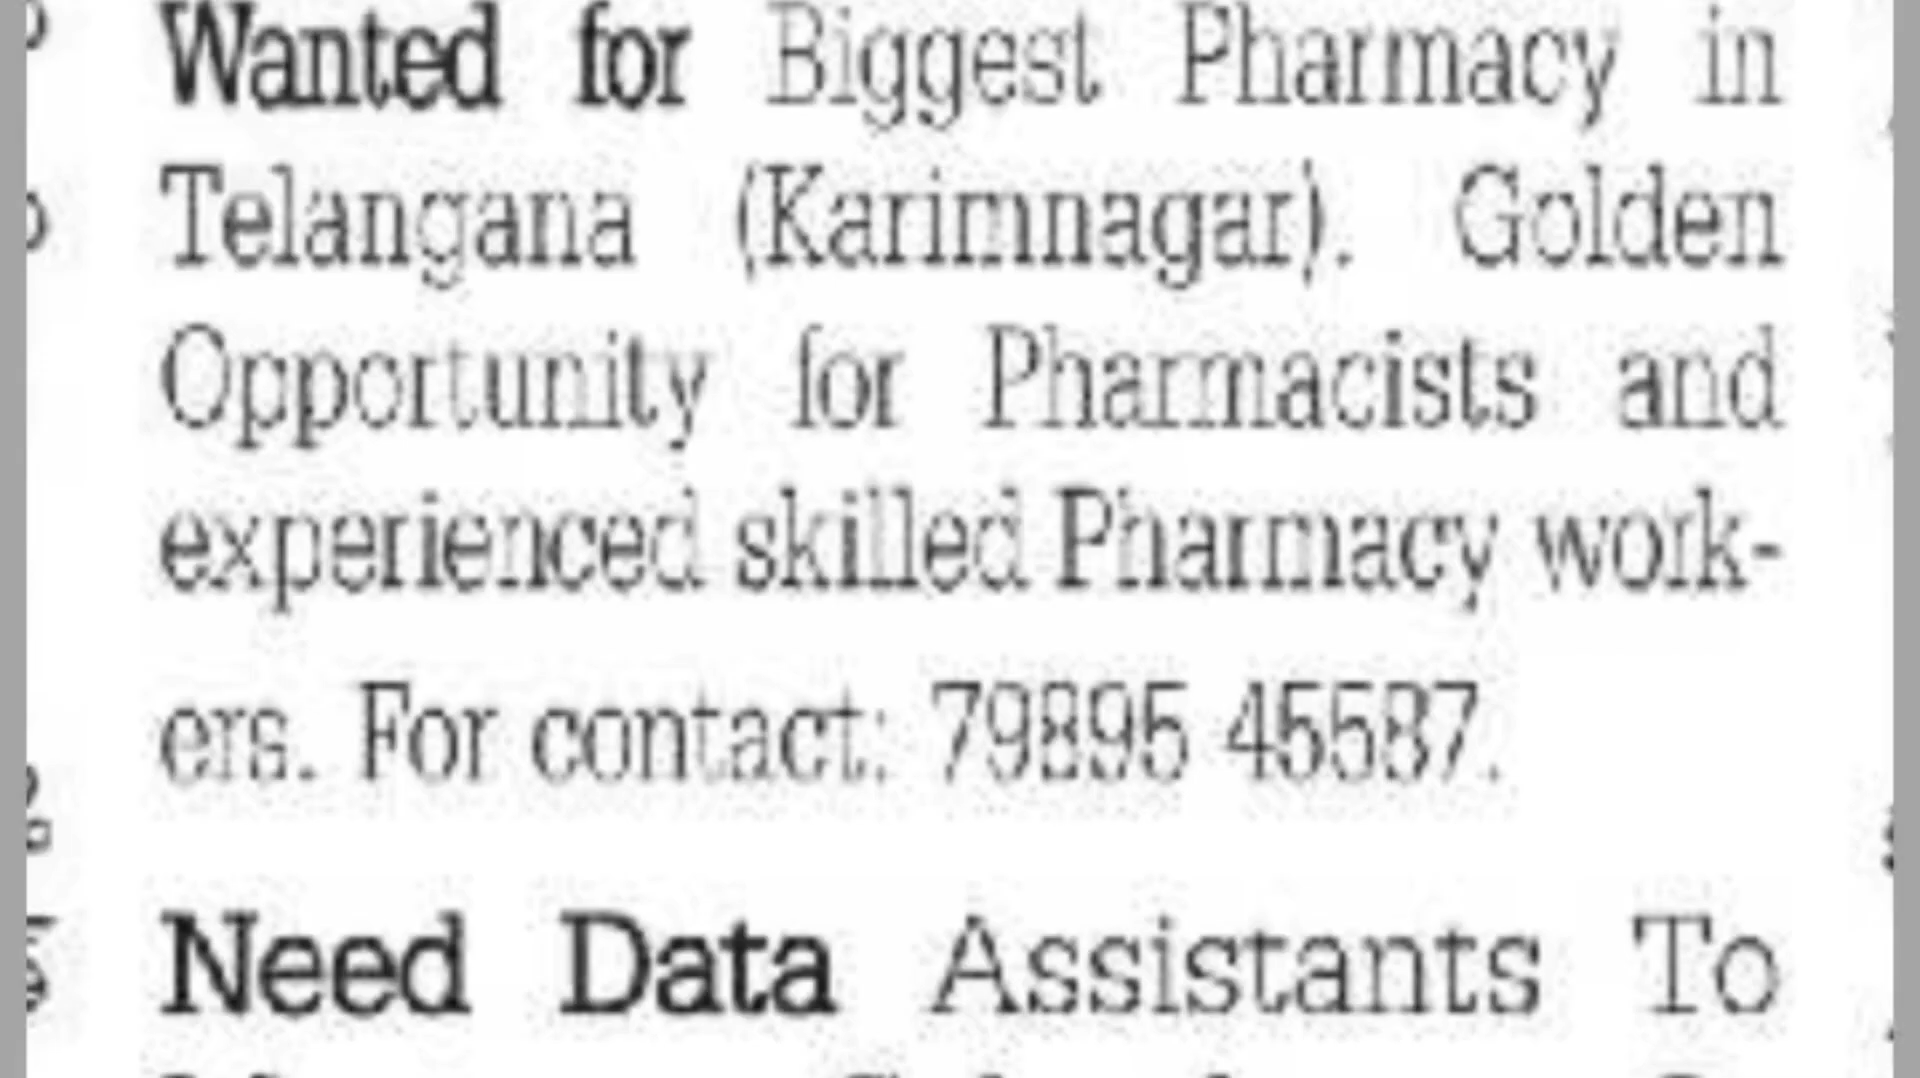 Wanted for Biggest Pharmacy in
Telangana (Karimnagar). Golden
Opportunity for Pharmacists and
experienced skilled Pharmacy work-
ers. For contact: 79895 45587.
Need Data Assistants To